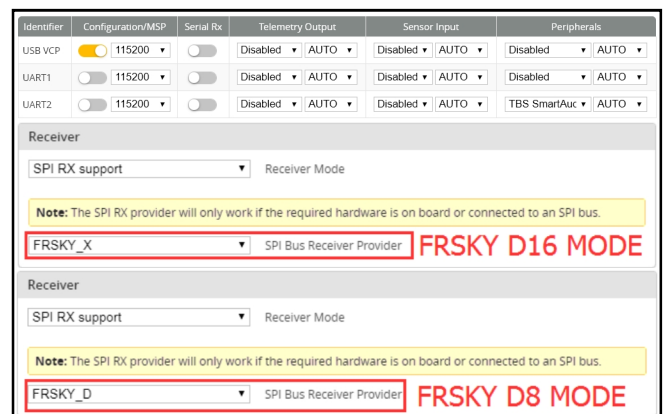 Identifier Configuration/MSP Serial Rx Telemetry Output Sensor Input Peripherals
USB VCP 115200 Disabled AUTO Disabled AUTO Disabled AUTO
UART1 115200 Disabled AUTO Disabled AUTO Disabled AUTO
UART2 115200 Disabled AUTO Disabled AUTO TBS SmartAuc AUTO
Receiver
SPI RX support Receiver Mode
Note: The SPI RX provider will only work if the required hardware is on board or connected to an SPI bus.
FRSKY_X SPI Bus Receiver Provider FRSKY D16 MODE
Receiver
SPI RX support Receiver Mode
Note: The SPI RX provider will only work if the required hardware is on board or connected to an SPI bus.
FRSKY_D SPI Bus Receiver Provider FRSKY D8 MODE